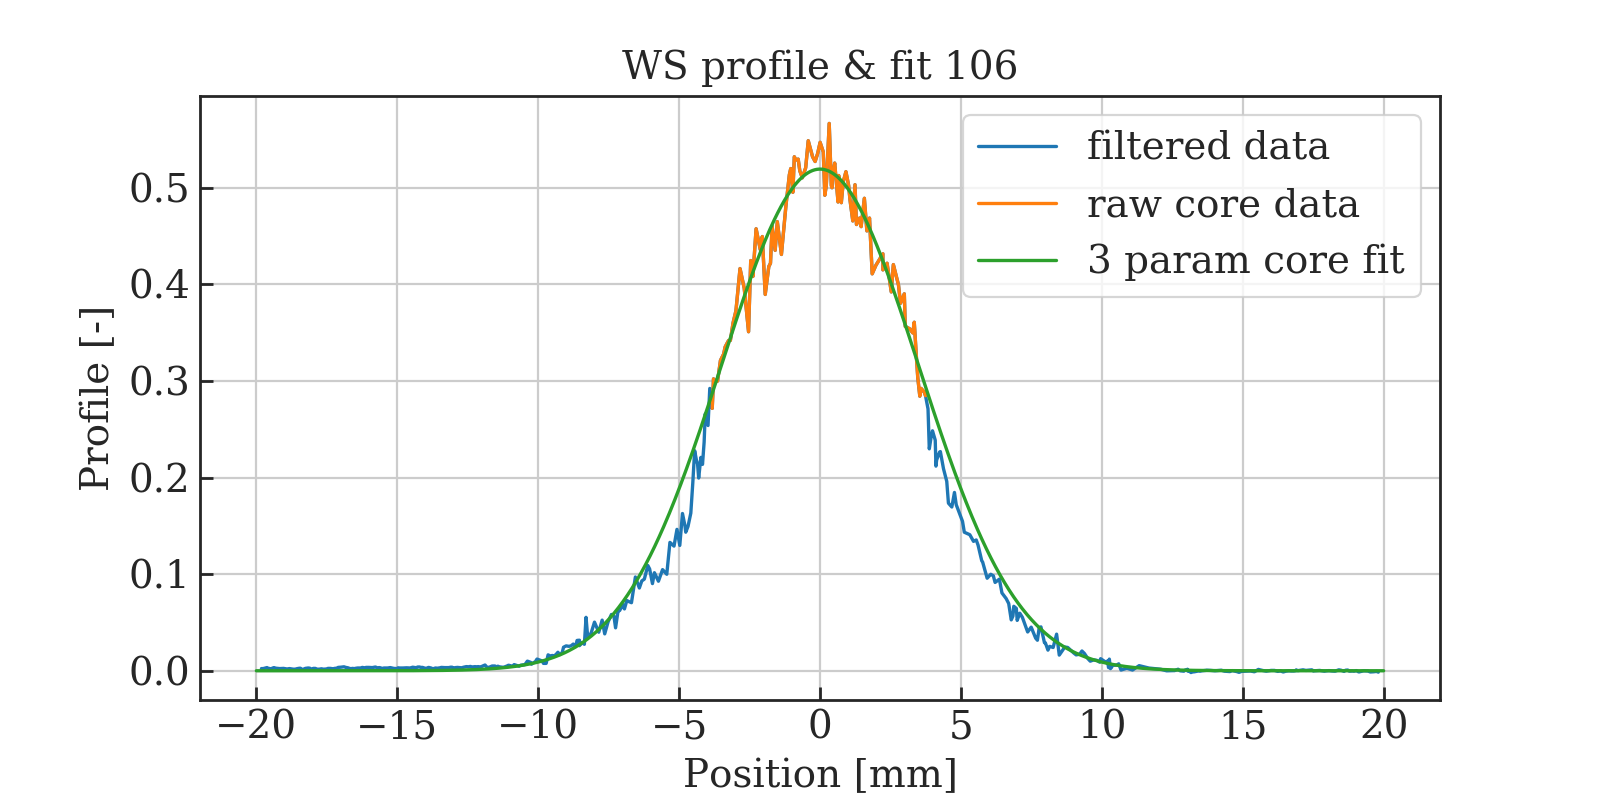 WS profile & fit 106
filtered data
raw core data
3 param core fit
Profile [-]
0.5
0.4
0.3
0.2
0.1
0.0
−20 −15 −10 −5 0 5 10 15 20
Position [mm]